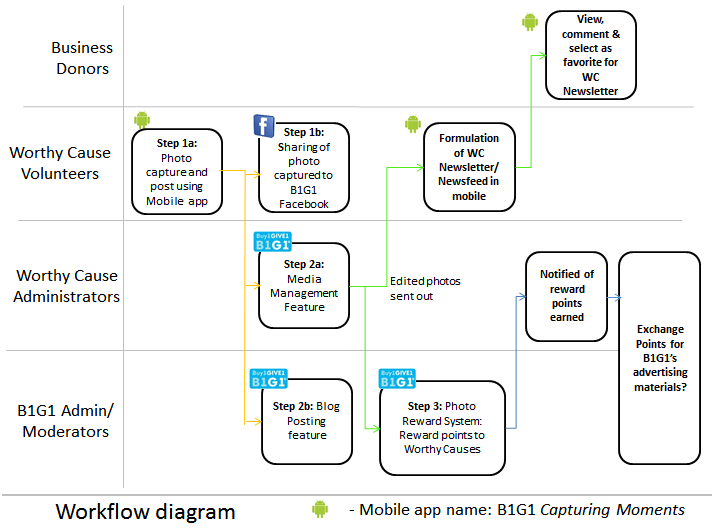 Business
Donors
View,
comment &
select as
favorite for
WC
Newsletter
Worthy Cause
Volunteers
Step 1a:
Photo
capture and
post using
Mobile app
f
Step 1b:
Sharing of
photo
captured to
B1G1
Facebook
Formulation
of WC
Newsletter/
Newsfeed in
mobile
Worthy Cause
Administrators
Buy1GIVE1
B1G1
Step 2a:
Media
Management
Feature
Edited photos
sent out
Notified of
reward
points
earned
Exchange
Points for
B1G1's
advertising
materials?
B1G1 Admin/
Moderators
Buy1GIVE1
B1G1
Step 2b: Blog
Posting
feature
Buy1GIVE1
B1G1
Step 3: Photo
Reward System:
Reward points to
Worthy Causes
Workflow diagram
- Mobile app name: B1G1 Capturing Moments